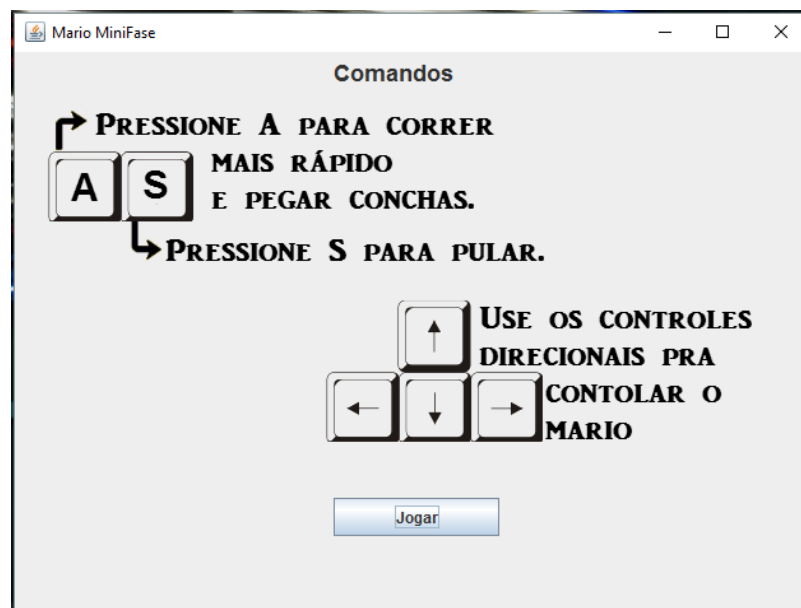 Mario MiniFase
Comandos
PRESSIONE A PARA CORRER
MAIS RÁPIDO
E PEGAR CONCHAS.
A S
PRESSIONE S PARA PULAR.
USE OS CONTROLES
DIRECIONAIS PRA
CONTOLAR O
MARIO
Jogar